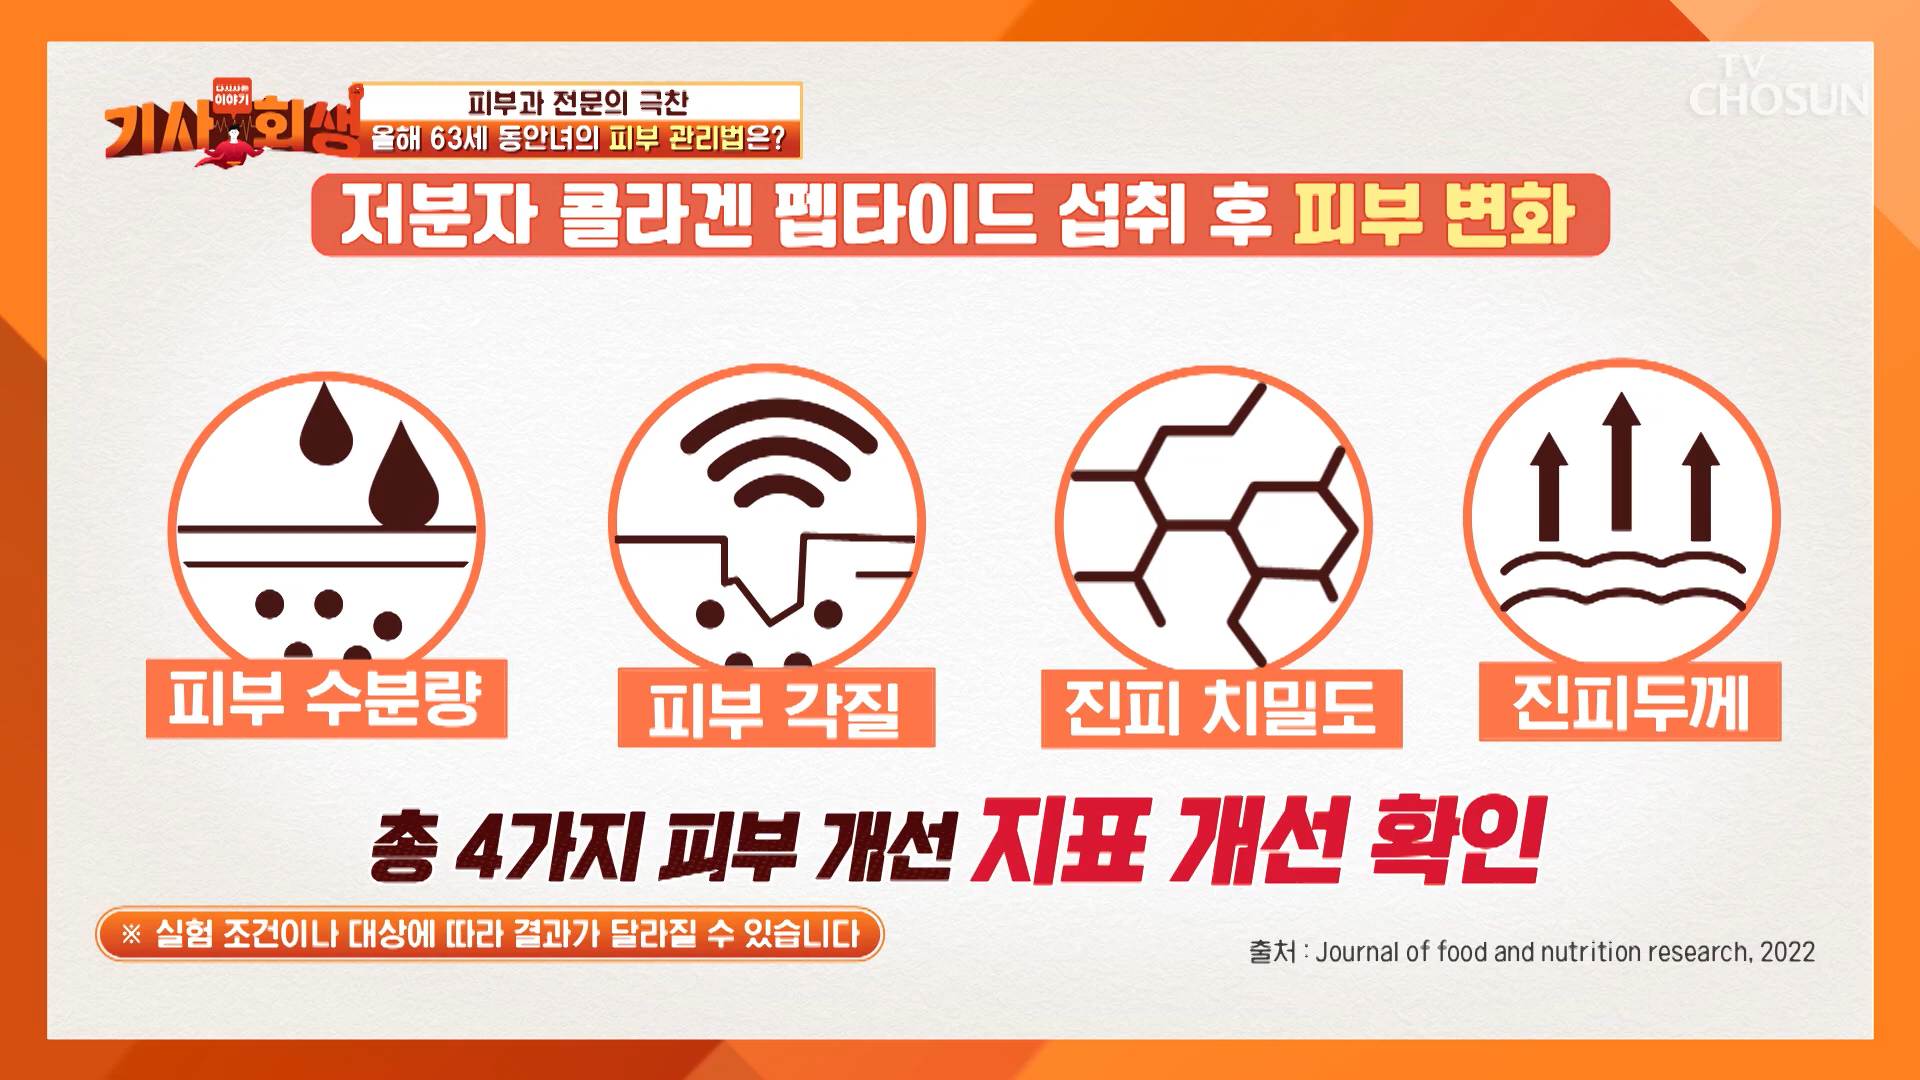 TV
CHOSUN
다시 사는
이야기
기사회생
피부과 전문의 극찬
올해 63세 동안녀의 피부 관리법은?
저분자 콜라겐 펩타이드 섭취 후 피부 변화
피부 수분량
피부 각질
진피 치밀도
진피두께
총 4가지 피부 개선 지표 개선 확인
※ 실험 조건이나 대상에 따라 결과가 달라질 수 있습니다
출처 : Journal of food and nutrition research, 2022